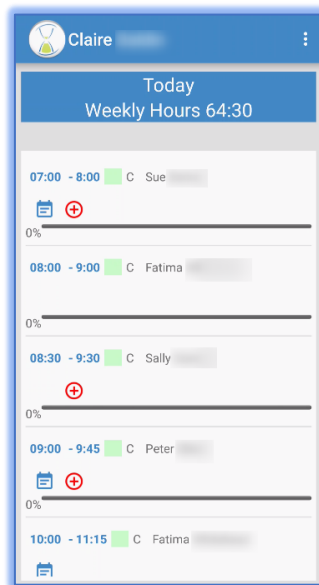 Claire
Today
Weekly Hours 64:30
07:00 - 8:00 C Sue
0%
08:00 - 9:00 C Fatima
0%
08:30 - 9:30 C Sally
0%
09:00 - 9:45 C Peter
0%
10:00 - 11:15 C Fatima